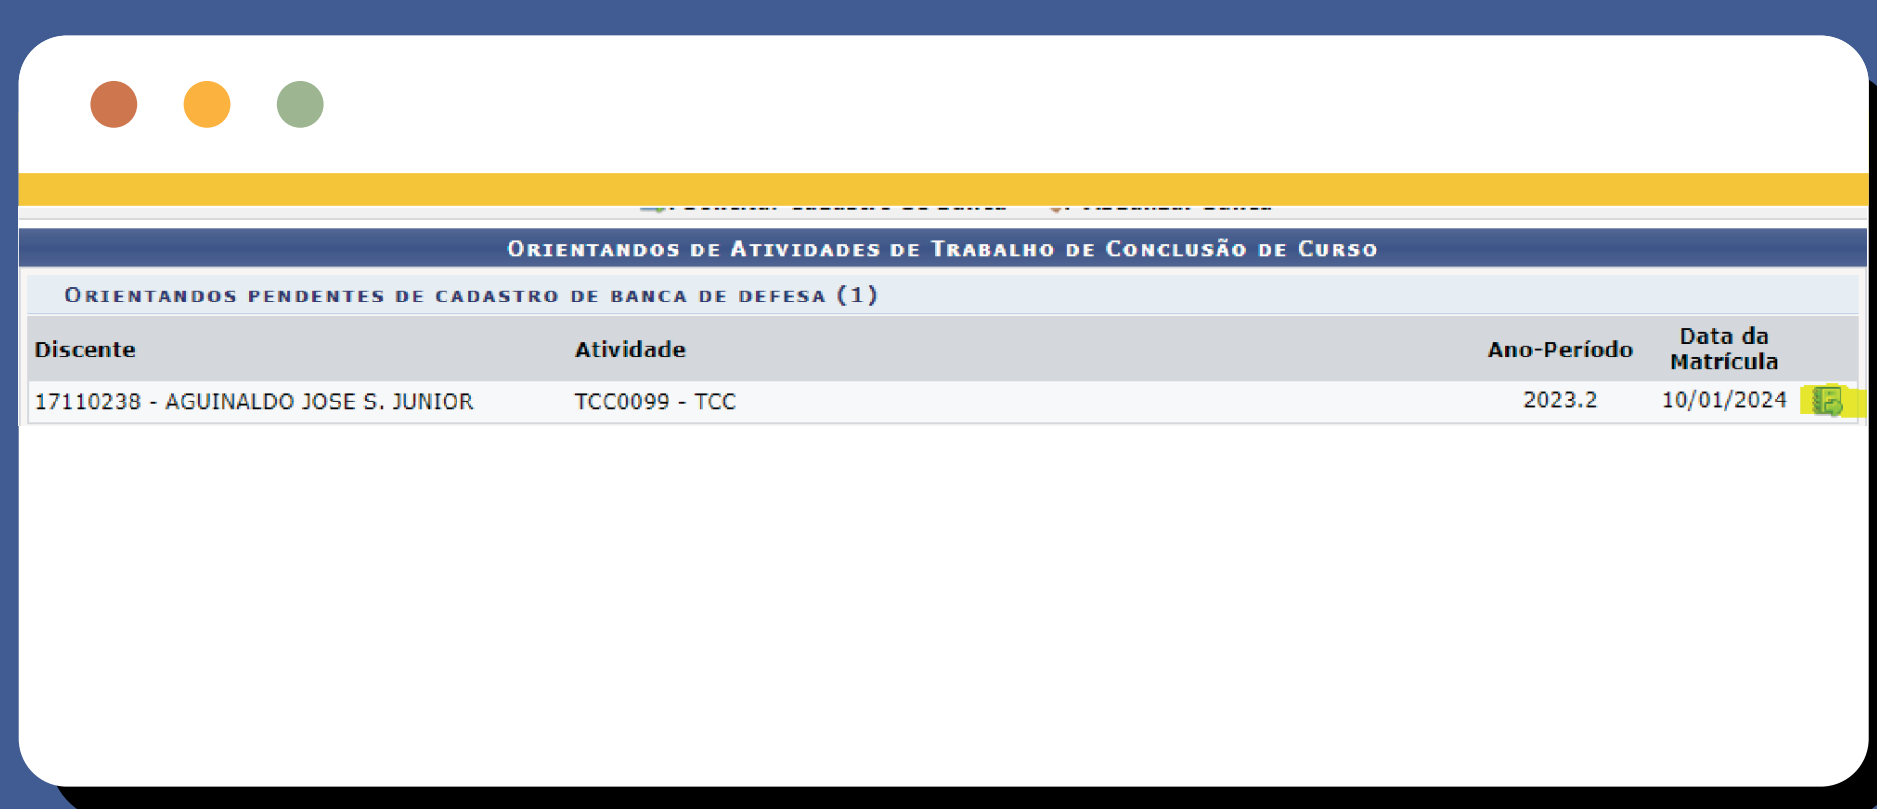 Orientandos de Atividades de Trabalho de Conclusão de Curso
Orientandos pendentes de cadastro de banca de defesa (1)
Discente Atividade Ano-Período Data da Matrícula
17110238 - AGUINALDO JOSE S. JUNIOR TCC0099 - TCC 2023.2 10/01/2024